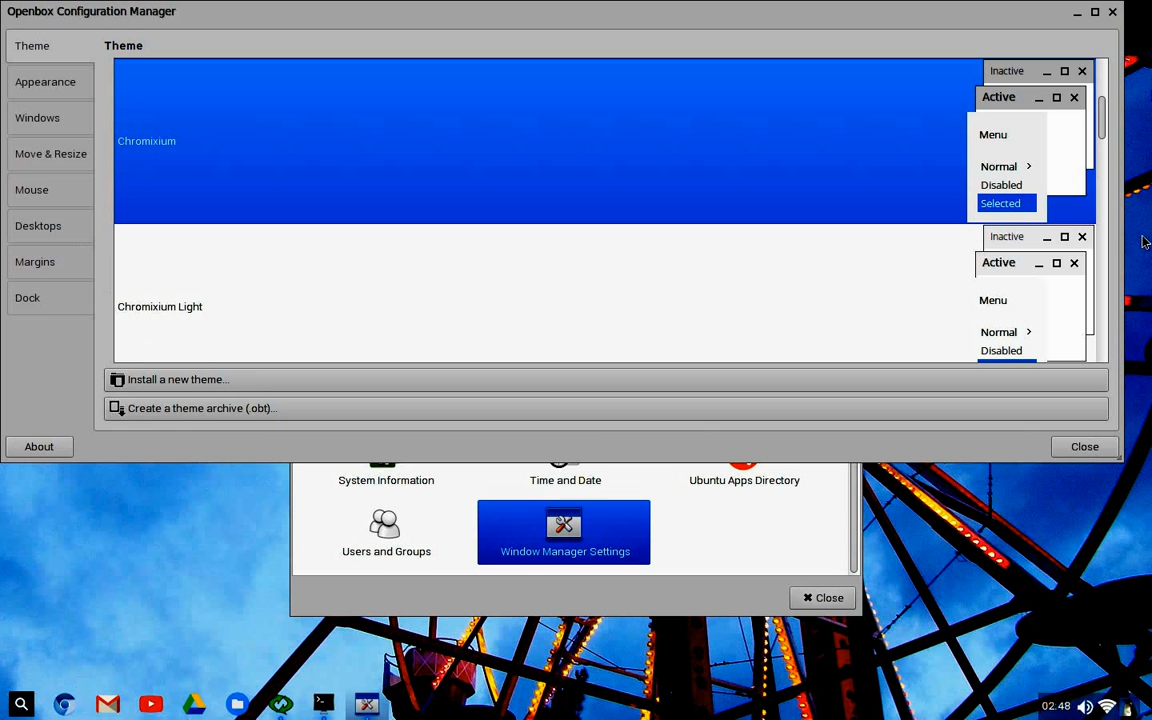 Openbox Configuration Manager
Theme
Appearance
Windows
Move & Resize
Mouse
Desktops
Margins
Dock
Theme
Chromixium
Inactive
Active
Menu
Normal
Disabled
Selected
Chromixium Light
Inactive
Active
Menu
Normal
Disabled
Install a new theme...
Create a theme archive (.obt)...
About
Close
System Information
Time and Date
Ubuntu Apps Directory
Users and Groups
Window Manager Settings
Close
02:48